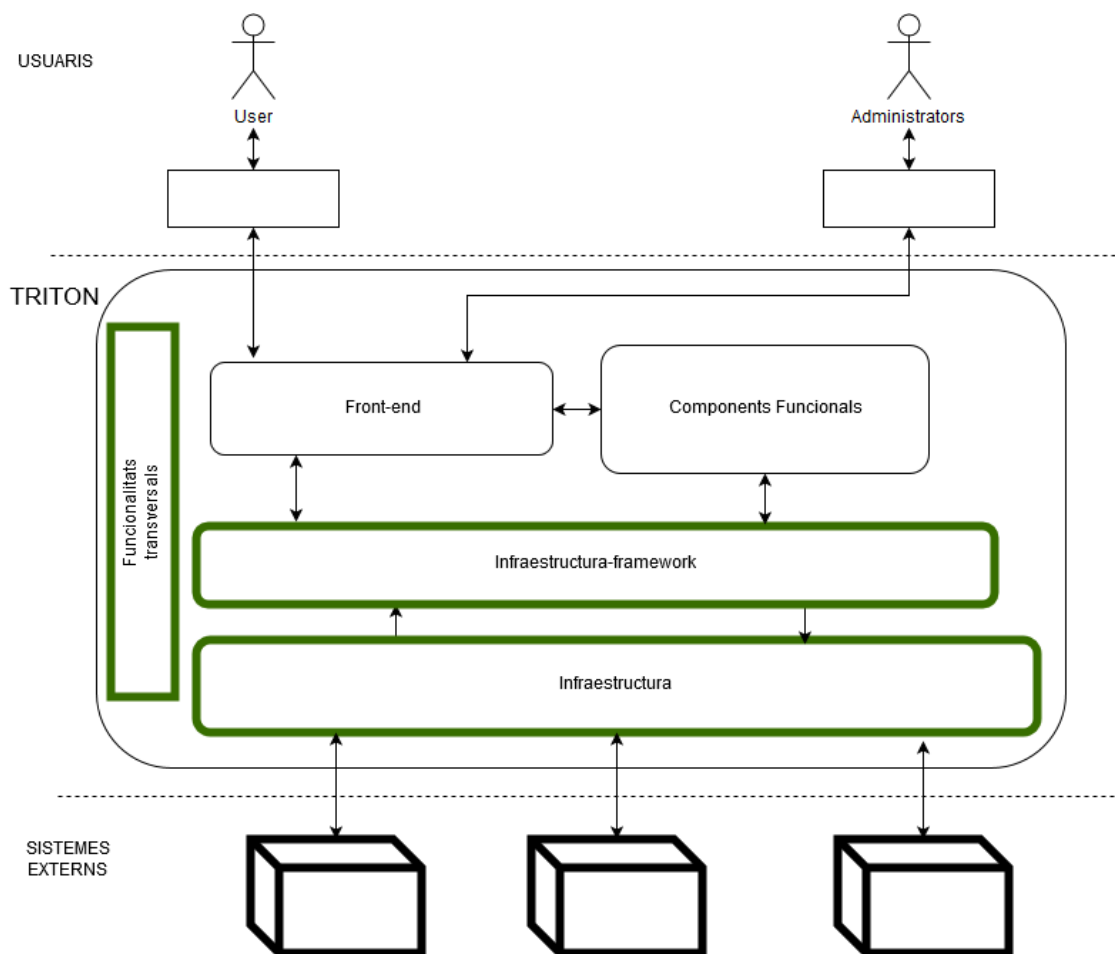 USUARIS
User
Administrators
TRITON
Funcionalitats
transversals
Front-end
Components Funcionals
Infraestructura-framework
Infraestructura
SISTEMES
EXTERNS